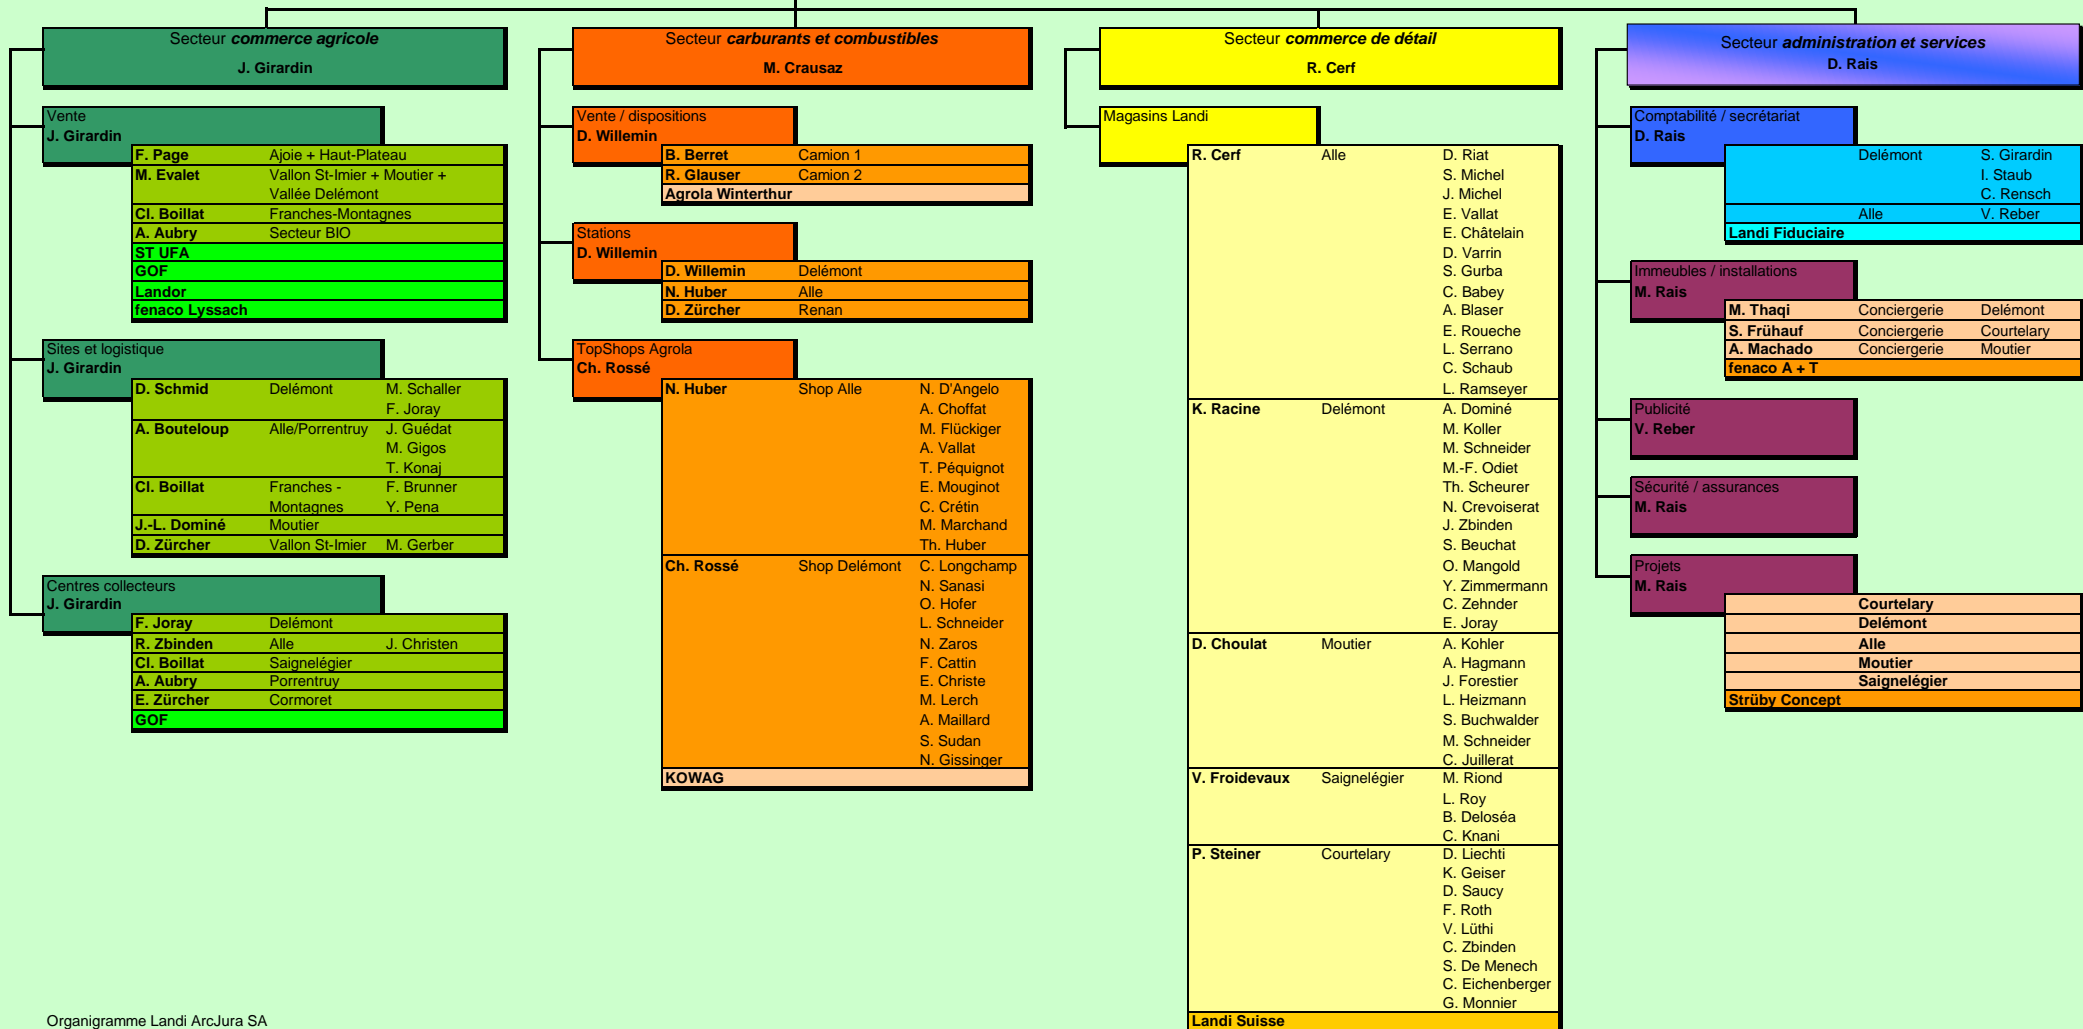 Secteur commerce agricole
J. Girardin
Vente
J. Girardin
F. Page Ajoie + Haut-Plateau
M. Evalet Vallon St-Imier + Moutier +
Vallée Delémont
Cl. Boillat Franches-Montagnes
A. Aubry Secteur BIO
ST UFA
GOF
Landor
fenaco Lyssach
Sites et logistique
J. Girardin
D. Schmid Delémont M. Schaller
F. Joray
A. Bouteloup Alle/Porrentruy J. Guédat
M. Gigos
T. Konaj
Cl. Boillat Franches - F. Brunner
Montagnes Y. Pena
J.-L. Dominé Moutier
D. Zürcher Vallon St-Imier M. Gerber
Centres collecteurs
J. Girardin
F. Joray Delémont
R. Zbinden Alle J. Christen
Cl. Boillat Saignelégier
A. Aubry Porrentruy
E. Zürcher Cormoret
GOF
Secteur carburants et combustibles
M. Crausaz
Vente / dispositions
D. Willemin
B. Berret Camion 1
R. Glauser Camion 2
Agrola Winterthur
Stations
D. Willemin
D. Willemin Delémont
N. Huber Alle
D. Zürcher Renan
TopShops Agrola
Ch. Rossé
N. Huber Shop Alle N. D'Angelo
A. Choffat
M. Flückiger
A. Vallat
T. Péquignot
E. Mouginot
C. Crétin
M. Marchand
Th. Huber
Ch. Rossé Shop Delémont C. Longchamp
N. Sanasi
O. Hofer
L. Schneider
N. Zaros
F. Cattin
E. Christe
M. Lerch
A. Maillard
S. Sudan
N. Gissinger
KOWAG
Secteur commerce de détail
R. Cerf
Magasins Landi
R. Cerf Alle D. Riat
S. Michel
J. Michel
E. Vallat
E. Châtelain
D. Varrin
S. Gurba
C. Babey
A. Blaser
E. Roueche
L. Serrano
C. Schaub
L. Ramseyer
K. Racine Delémont A. Dominé
M. Koller
M. Schneider
M.-F. Odiet
Th. Scheurer
N. Crevoiserat
J. Zbinden
S. Beuchat
O. Mangold
Y. Zimmermann
C. Zehnder
E. Joray
D. Choulat Moutier A. Kohler
A. Hagmann
J. Forestier
L. Heizmann
S. Buchwalder
M. Schneider
C. Juillerat
V. Froidevaux Saignelégier M. Riond
L. Roy
B. Deloséa
C. Knani
P. Steiner Courtelary D. Liechti
K. Geiser
D. Saucy
F. Roth
V. Lüthi
C. Zbinden
S. De Menech
C. Eichenberger
G. Monnier
Landi Suisse
Secteur administration et services
D. Rais
Comptabilité / secrétariat
D. Rais
Delémont S. Girardin
I. Staub
C. Rensch
Alle V. Reber
Landi Fiduciaire
Immeubles / installations
M. Rais
M. Thaqi Conciergerie Delémont
S. Frühauf Conciergerie Courtelary
A. Machado Conciergerie Moutier
fenaco A + T
Publicité
V. Reber
Sécurité / assurances
M. Rais
Projets
M. Rais
Courtelary
Delémont
Alle
Moutier
Saignelégier
Strüby Concept
Organigramme Landi ArcJura SA